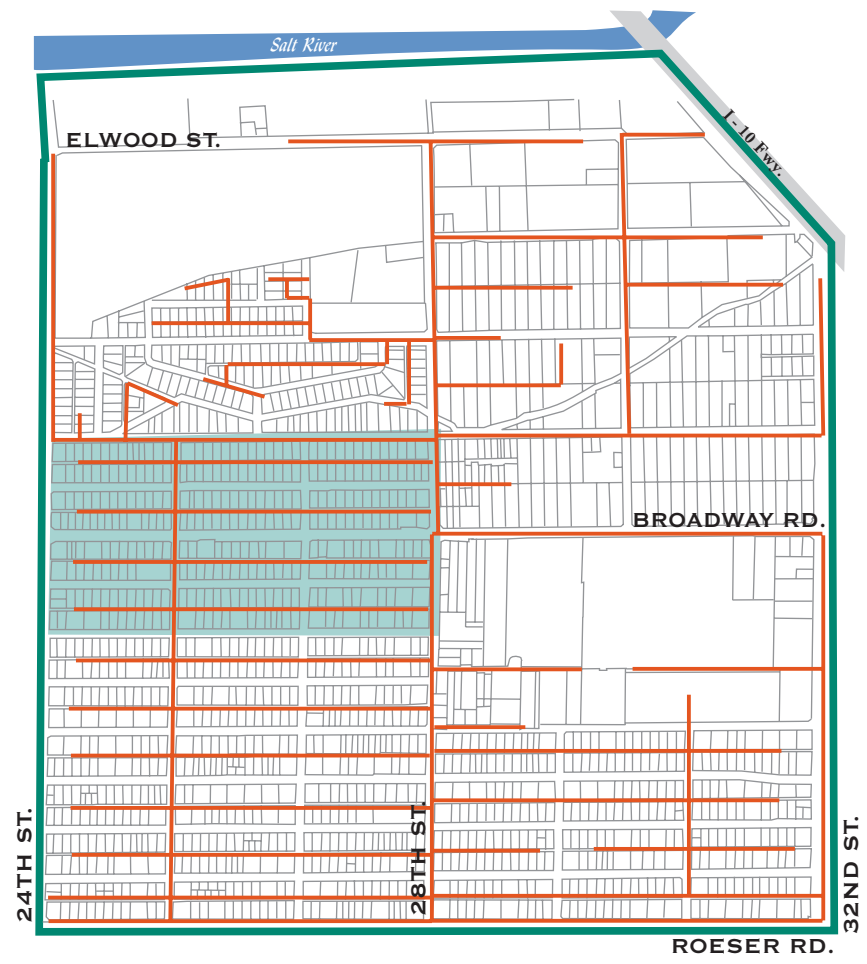 Salt River
I - 10 Fwy.
ELWOOD ST.
BROADWAY RD.
24TH ST.
28TH ST.
32ND ST.
ROESER RD.